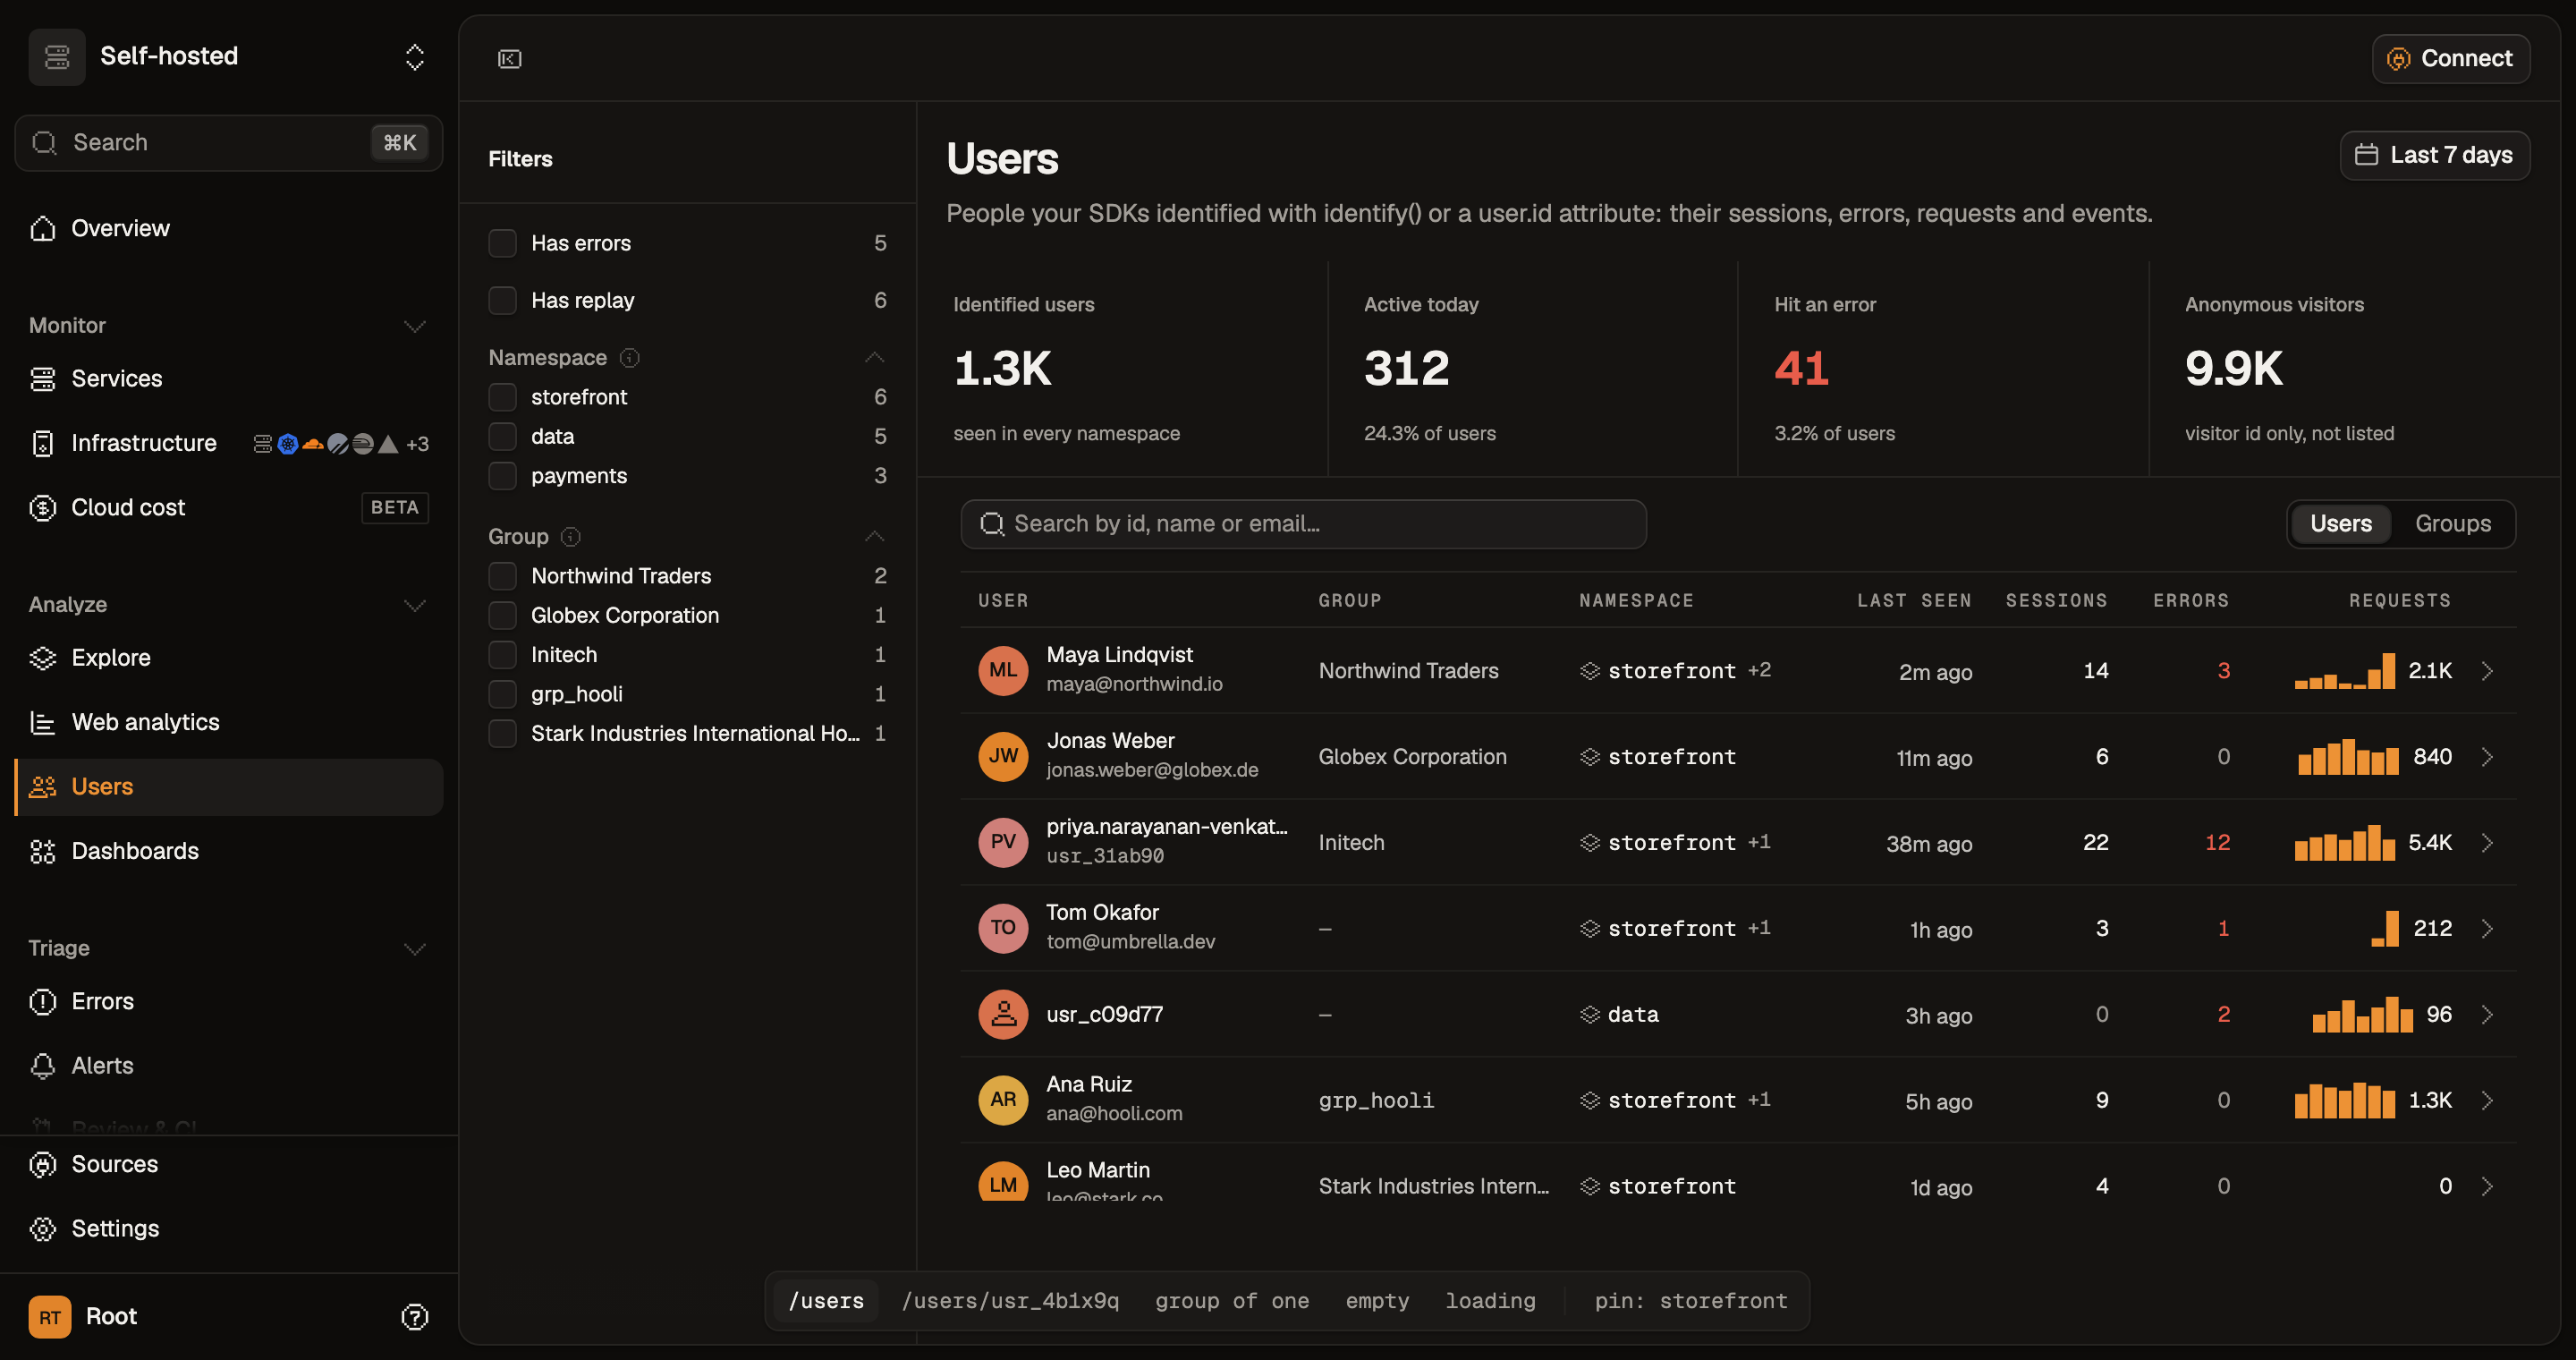 Self-hosted
Search ⌘K
Overview
Monitor
Services
Infrastructure +3
Cloud cost BETA
Analyze
Explore
Web analytics
Users
Dashboards
Triage
Errors
Alerts
Review & CI
Sources
Settings
RT Root
Connect
Filters
Has errors 5
Has replay 6
Namespace
storefront 6
data 5
payments 3
Group
Northwind Traders 2
Globex Corporation 1
Initech 1
grp_hooli 1
Stark Industries International Ho... 1
Users
Last 7 days
People your SDKs identified with identify() or a user.id attribute: their sessions, errors, requests and events.
Identified users
1.3K
seen in every namespace
Active today
312
24.3% of users
Hit an error
41
3.2% of users
Anonymous visitors
9.9K
visitor id only, not listed
Search by id, name or email...
Users Groups
USER GROUP NAMESPACE LAST SEEN SESSIONS ERRORS REQUESTS
ML Maya Lindqvist
maya@northwind.io
Northwind Traders storefront +2 2m ago 14 3 2.1K
JW Jonas Weber
jonas.weber@globex.de
Globex Corporation storefront 11m ago 6 0 840
PV priya.narayanan-venkat...
usr_31ab90
Initech storefront +1 38m ago 22 12 5.4K
TO Tom Okafor
tom@umbrella.dev
– storefront +1 1h ago 3 1 212
usr_c09d77 – data 3h ago 0 2 96
AR Ana Ruiz
ana@hooli.com
grp_hooli storefront +1 5h ago 9 0 1.3K
LM Leo Martin
leo@stark.co
Stark Industries Intern... storefront 1d ago 4 0 0
/users /users/usr_4b1x9q group of one empty loading pin: storefront